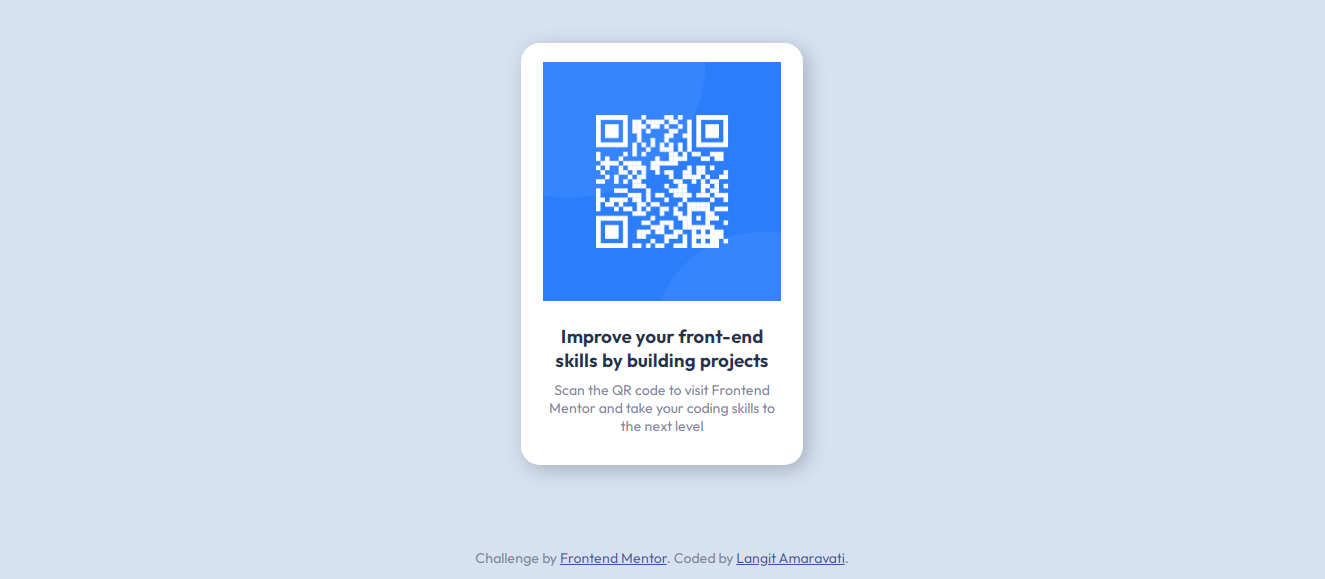 Improve your front-end
skills by building projects
Scan the QR code to visit Frontend
Mentor and take your coding skills to
the next level
Challenge by Frontend Mentor. Coded by Langit Amaravati.